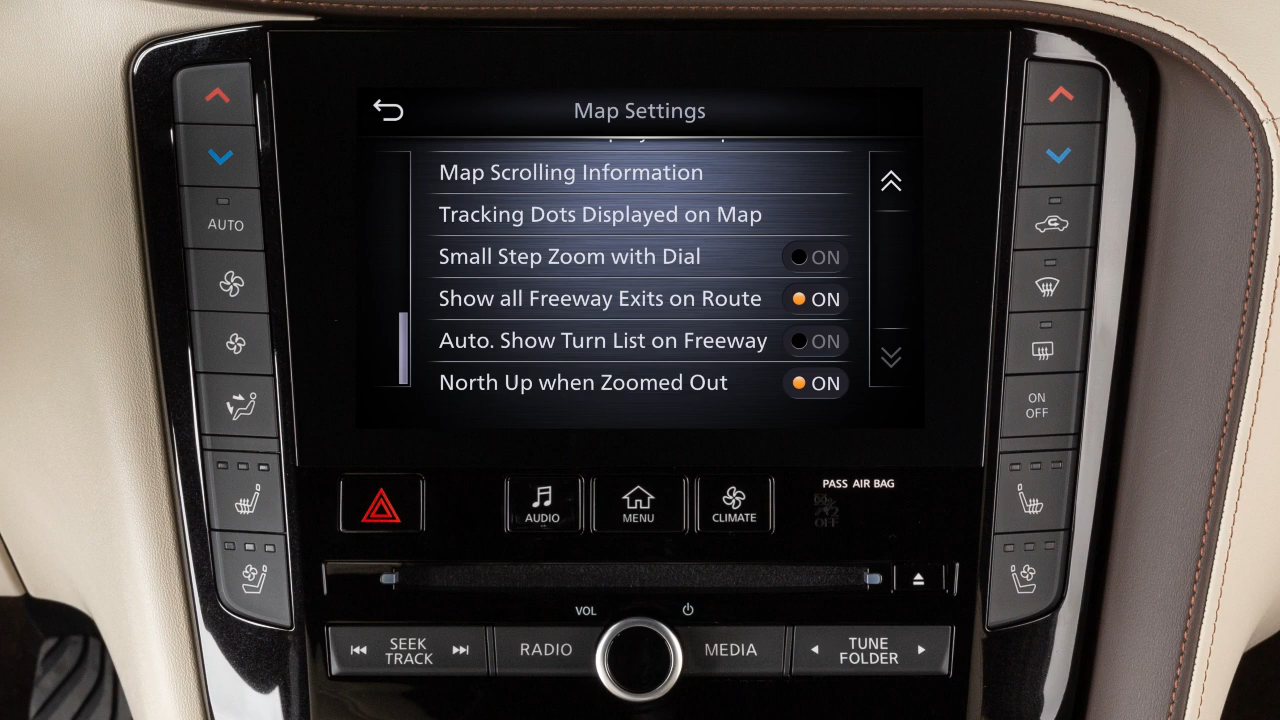 Map Settings
Map Scrolling Information
Tracking Dots Displayed on Map
Small Step Zoom with Dial ON
Show all Freeway Exits on Route ON
Auto. Show Turn List on Freeway ON
North Up when Zoomed Out ON
AUTO
ON
OFF
AUDIO
MENU
CLIMATE
PASS AIR BAG
OFF
VOL
SEEK
TRACK
RADIO
MEDIA
TUNE
FOLDER